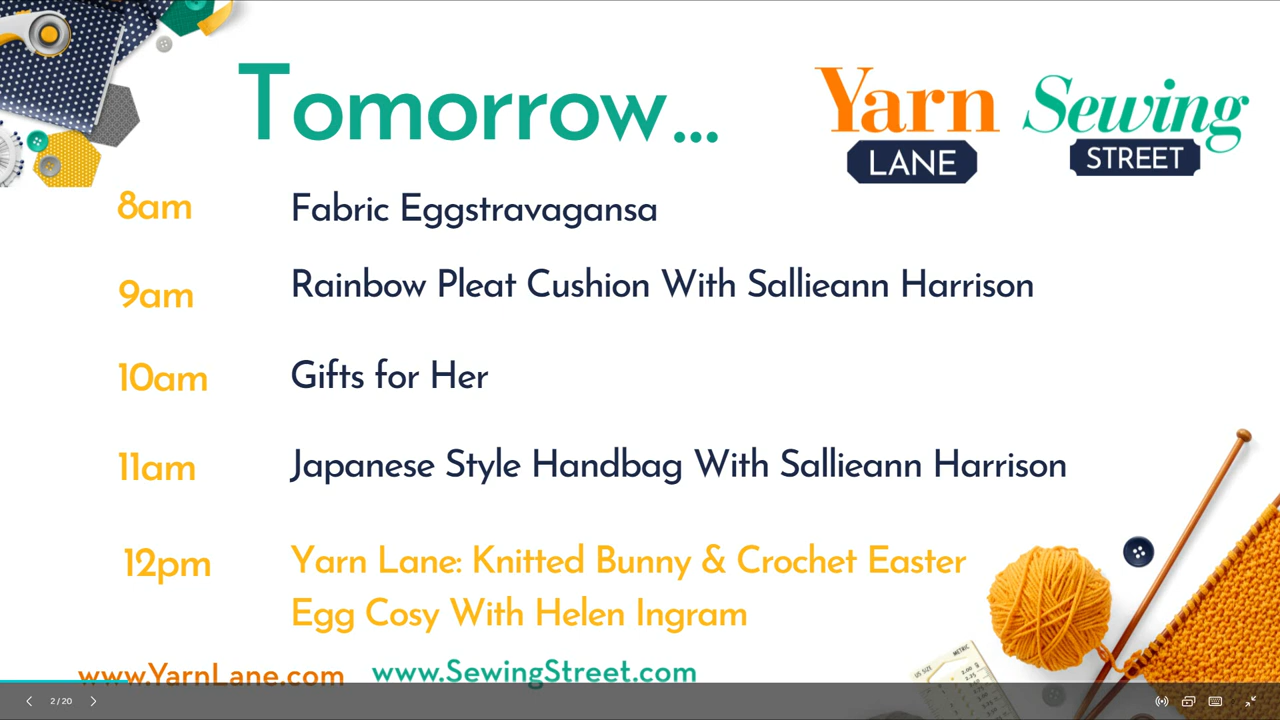 Tomorrow...
Yarn
LANE
Sewing
STREET
8am Fabric Eggstravagansa
9am Rainbow Pleat Cushion With Sallieann Harrison
10am Gifts for Her
11am Japanese Style Handbag With Sallieann Harrison
12pm Yarn Lane: Knitted Bunny & Crochet Easter
Egg Cosy With Helen Ingram
www.YarnLane.com www.SewingStreet.com
2 / 20